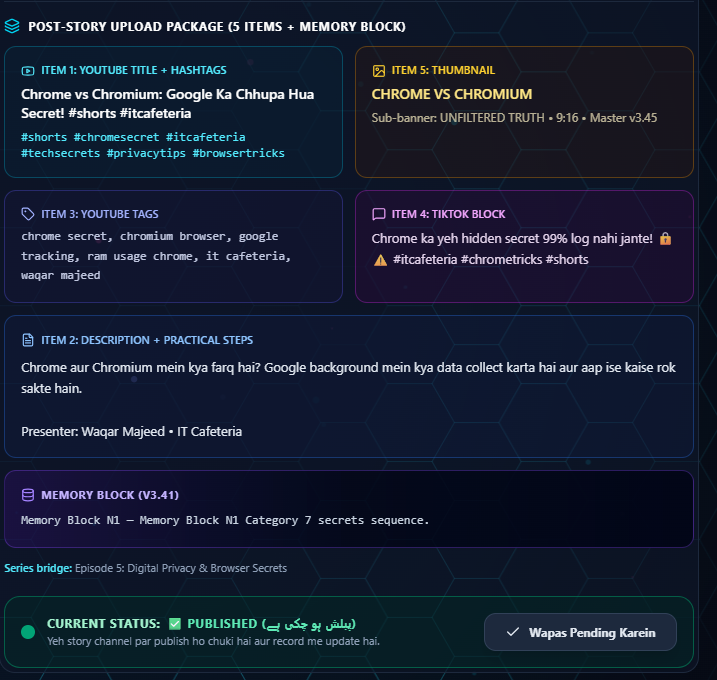 POST-STORY UPLOAD PACKAGE (5 ITEMS + MEMORY BLOCK)
ITEM 1: YOUTUBE TITLE + HASHTAGS
Chrome vs Chromium: Google Ka Chhupa Hua
Secret! #shorts #itcafeteria
#shorts #chromesecret #itcafeteria
#techsecrets #privacytips #browsertricks
ITEM 5: THUMBNAIL
CHROME VS CHROMIUM
Sub-banner: UNFILTERED TRUTH • 9:16 • Master v3.45
ITEM 3: YOUTUBE TAGS
chrome secret, chromium browser, google
tracking, ram usage chrome, it cafeteria,
waqar majeed
ITEM 4: TIKTOK BLOCK
Chrome ka yeh hidden secret 99% log nahi jante! 🔒
⚠️ #itcafeteria #chrometricks #shorts
ITEM 2: DESCRIPTION + PRACTICAL STEPS
Chrome aur Chromium mein kya farq hai? Google background mein kya data collect karta hai aur aap ise kaise rok
sakte hain.
Presenter: Waqar Majeed • IT Cafeteria
MEMORY BLOCK (V3.41)
Memory Block N1 — Memory Block N1 Category 7 secrets sequence.
Series bridge: Episode 5: Digital Privacy & Browser Secrets
CURRENT STATUS: ✅ PUBLISHED (پبلش ہو چکی ہے)
Yeh story channel par publish ho chuki hai aur record me update hai.
Wapas Pending Karein